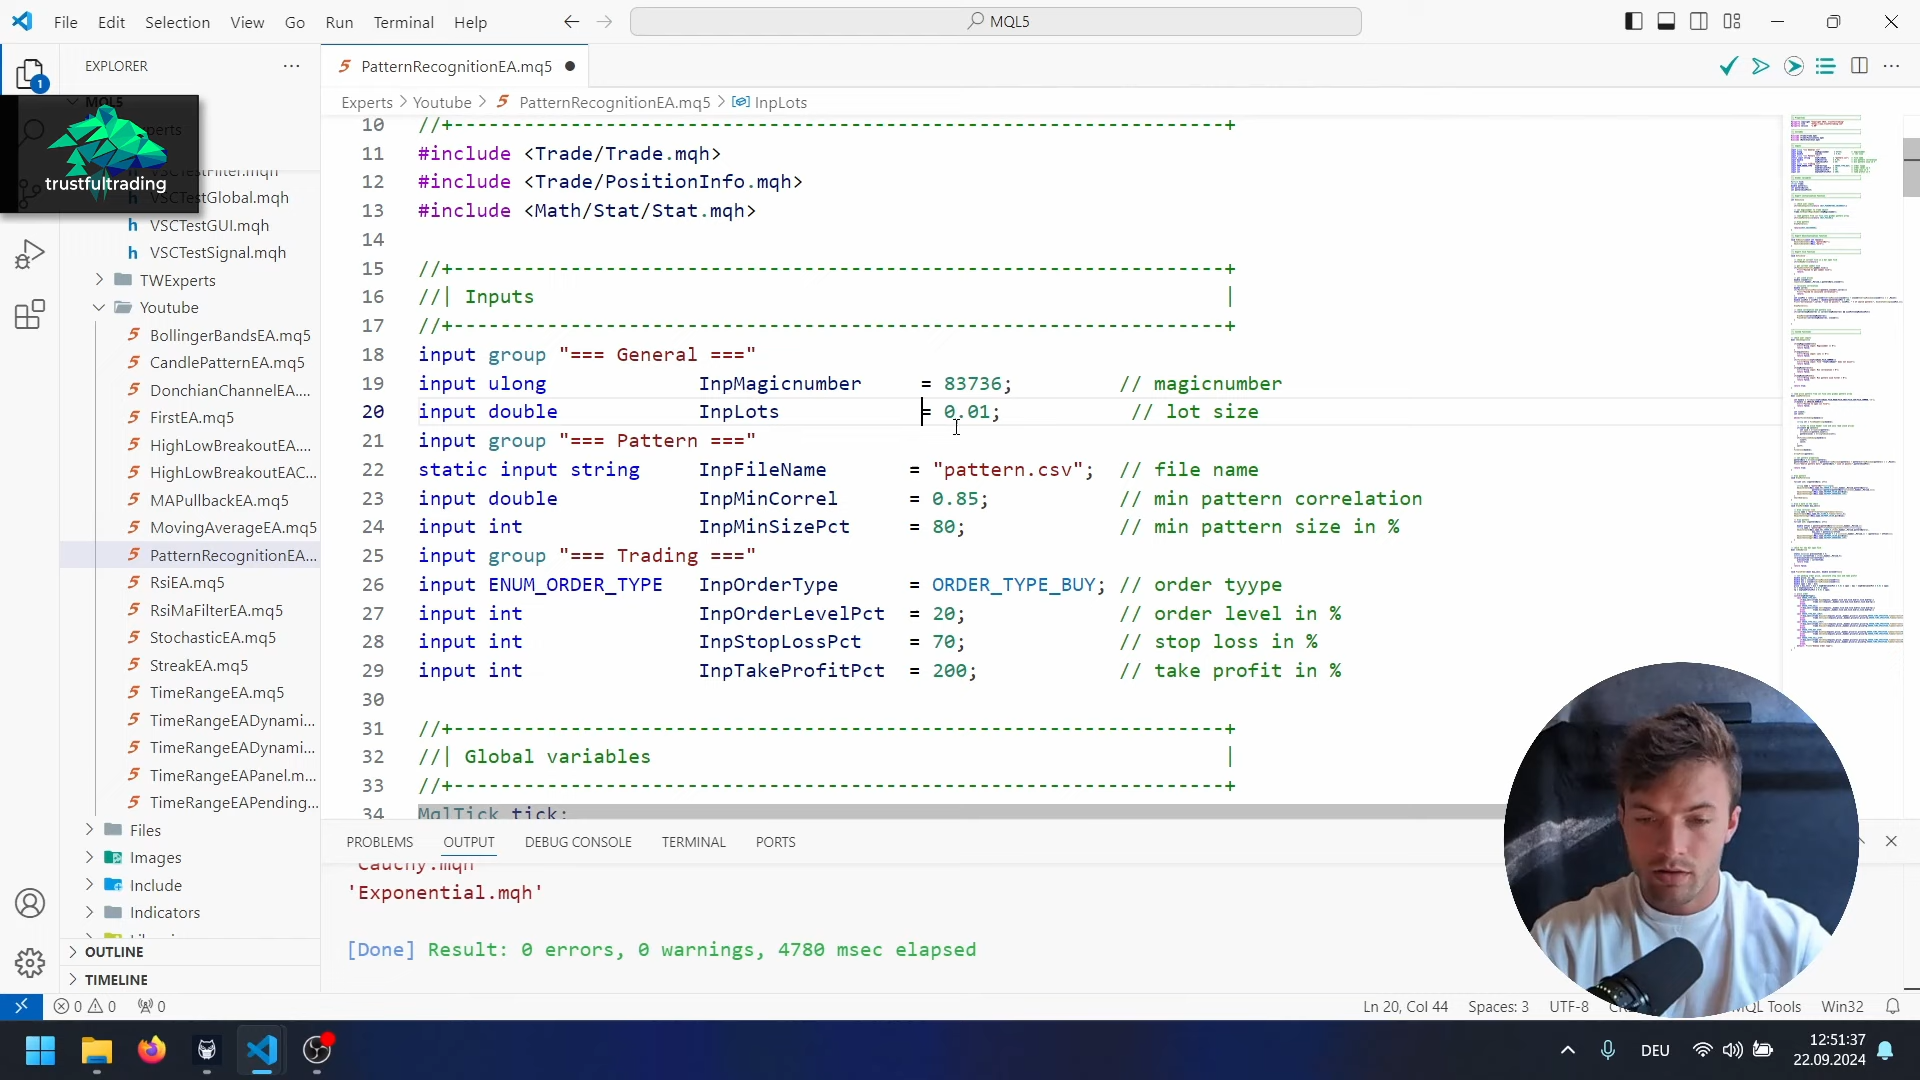 File Edit Selection View Go Run Terminal Help
MQL5
EXPLORER
PatternRecognitionEA.mq5
1
trustfultrading
Experts > Youtube > PatternRecognitionEA.mq5 > InpLots
VSCTestGlobal.mqh
VSCTestGUI.mqh
VSCTestSignal.mqh
TWExperts
Youtube
BollingerBandsEA.mq5
CandlePatternEA.mq5
DonchianChannelEA....
FirstEA.mq5
HighLowBreakoutEA....
HighLowBreakoutEAC...
MAPullbackEA.mq5
MovingAverageEA.mq5
PatternRecognitionEA...
RsiEA.mq5
RsiMaFilterEA.mq5
StochasticEA.mq5
StreakEA.mq5
TimeRangeEA.mq5
TimeRangeEADynami...
TimeRangeEADynami...
TimeRangeEAPanel.m...
TimeRangeEAPending...
Files
Images
Include
Indicators
OUTLINE
TIMELINE
10 //+------------------------------------------------------------------+
11 #include <Trade/Trade.mqh>
12 #include <Trade/PositionInfo.mqh>
13 #include <Math/Stat/Stat.mqh>
14
15 //+------------------------------------------------------------------+
16 //| Inputs |
17 //+------------------------------------------------------------------+
18 input group "=== General ==="
19 input ulong InpMagicnumber = 83736; // magicnumber
20 input double InpLots = 0.01; // lot size
21 input group "=== Pattern ==="
22 static input string InpFileName = "pattern.csv"; // file name
23 input double InpMinCorrel = 0.85; // min pattern correlation
24 input int InpMinSizePct = 80; // min pattern size in %
25 input group "=== Trading ==="
26 input ENUM_ORDER_TYPE InpOrderType = ORDER_TYPE_BUY; // order tyype
27 input int InpOrderLevelPct = 20; // order level in %
28 input int InpStopLossPct = 70; // stop loss in %
29 input int InpTakeProfitPct = 200; // take profit in %
30
31 //+------------------------------------------------------------------+
32 //| Global variables |
33 //+------------------------------------------------------------------+
34 MqlTick tick;
PROBLEMS OUTPUT DEBUG CONSOLE TERMINAL PORTS
'Cauchy.mqh'
'Exponential.mqh'
[Done] Result: 0 errors, 0 warnings, 4780 msec elapsed
0 0 0
Ln 20, Col 44 Spaces: 3 UTF-8 MQL Tools Win32
DEU
12:51:37
22.09.2024